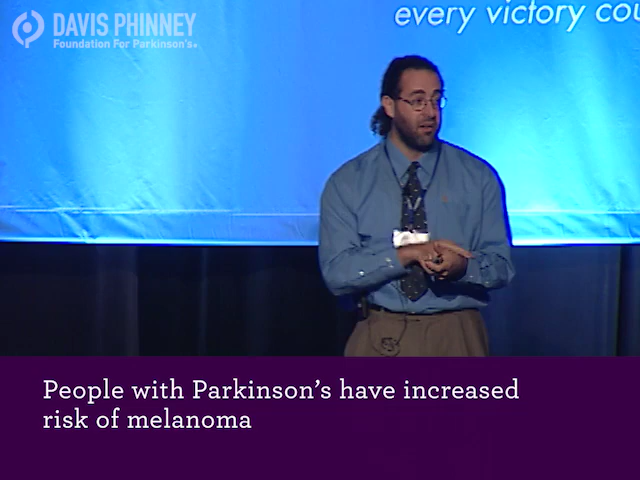 DAVIS PHINNEY
Foundation For Parkinson's
every victory cou
People with Parkinson's have increased
risk of melanoma